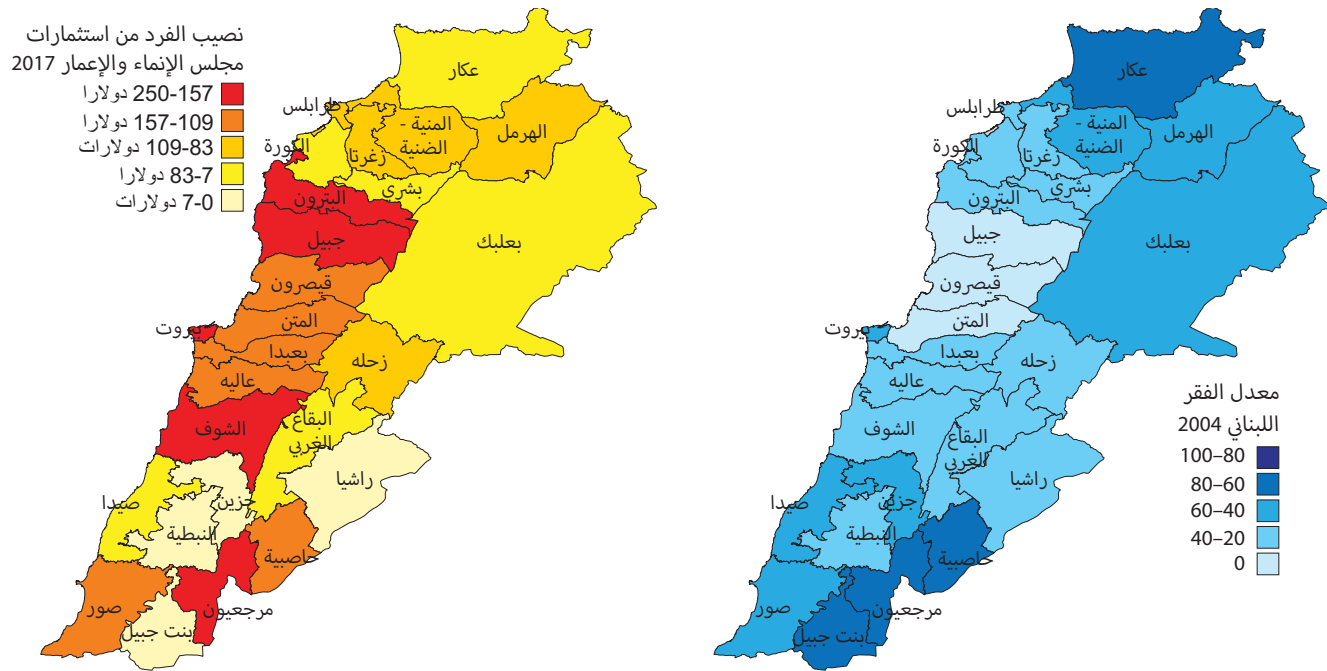 نصيب الفرد من استثمارات
مجلس الإنماء والإعمار 2017
250-157 دولارا
157-109 دولارا
109-83 دولارات
83-7 دولارا
7-0 دولارات
عكار
طرابلس
المنية -
الضنية
الهرمل
الكورة
زغرتا
بشري
البترون
جبيل
بعلبك
قيصرون
المتن
بيروت
بعبدا
زحله
عاليه
الشوف
البقاع
الغربي
راشيا
صيدا
جزين
النبطية
حاصبية
صور
مرجعيون
بنت جبيل
عكار
طرابلس
المنية -
الضنية
الهرمل
الكورة
زغرتا
بشري
البترون
جبيل
بعلبك
قيصرون
المتن
بيروت
بعبدا
زحله
عاليه
الشوف
البقاع
الغربي
راشيا
صيدا
جزين
النبطية
حاصبية
صور
مرجعيون
بنت جبيل
معدل الفقر
اللبناني 2004
100–80
80–60
60–40
40–20
0